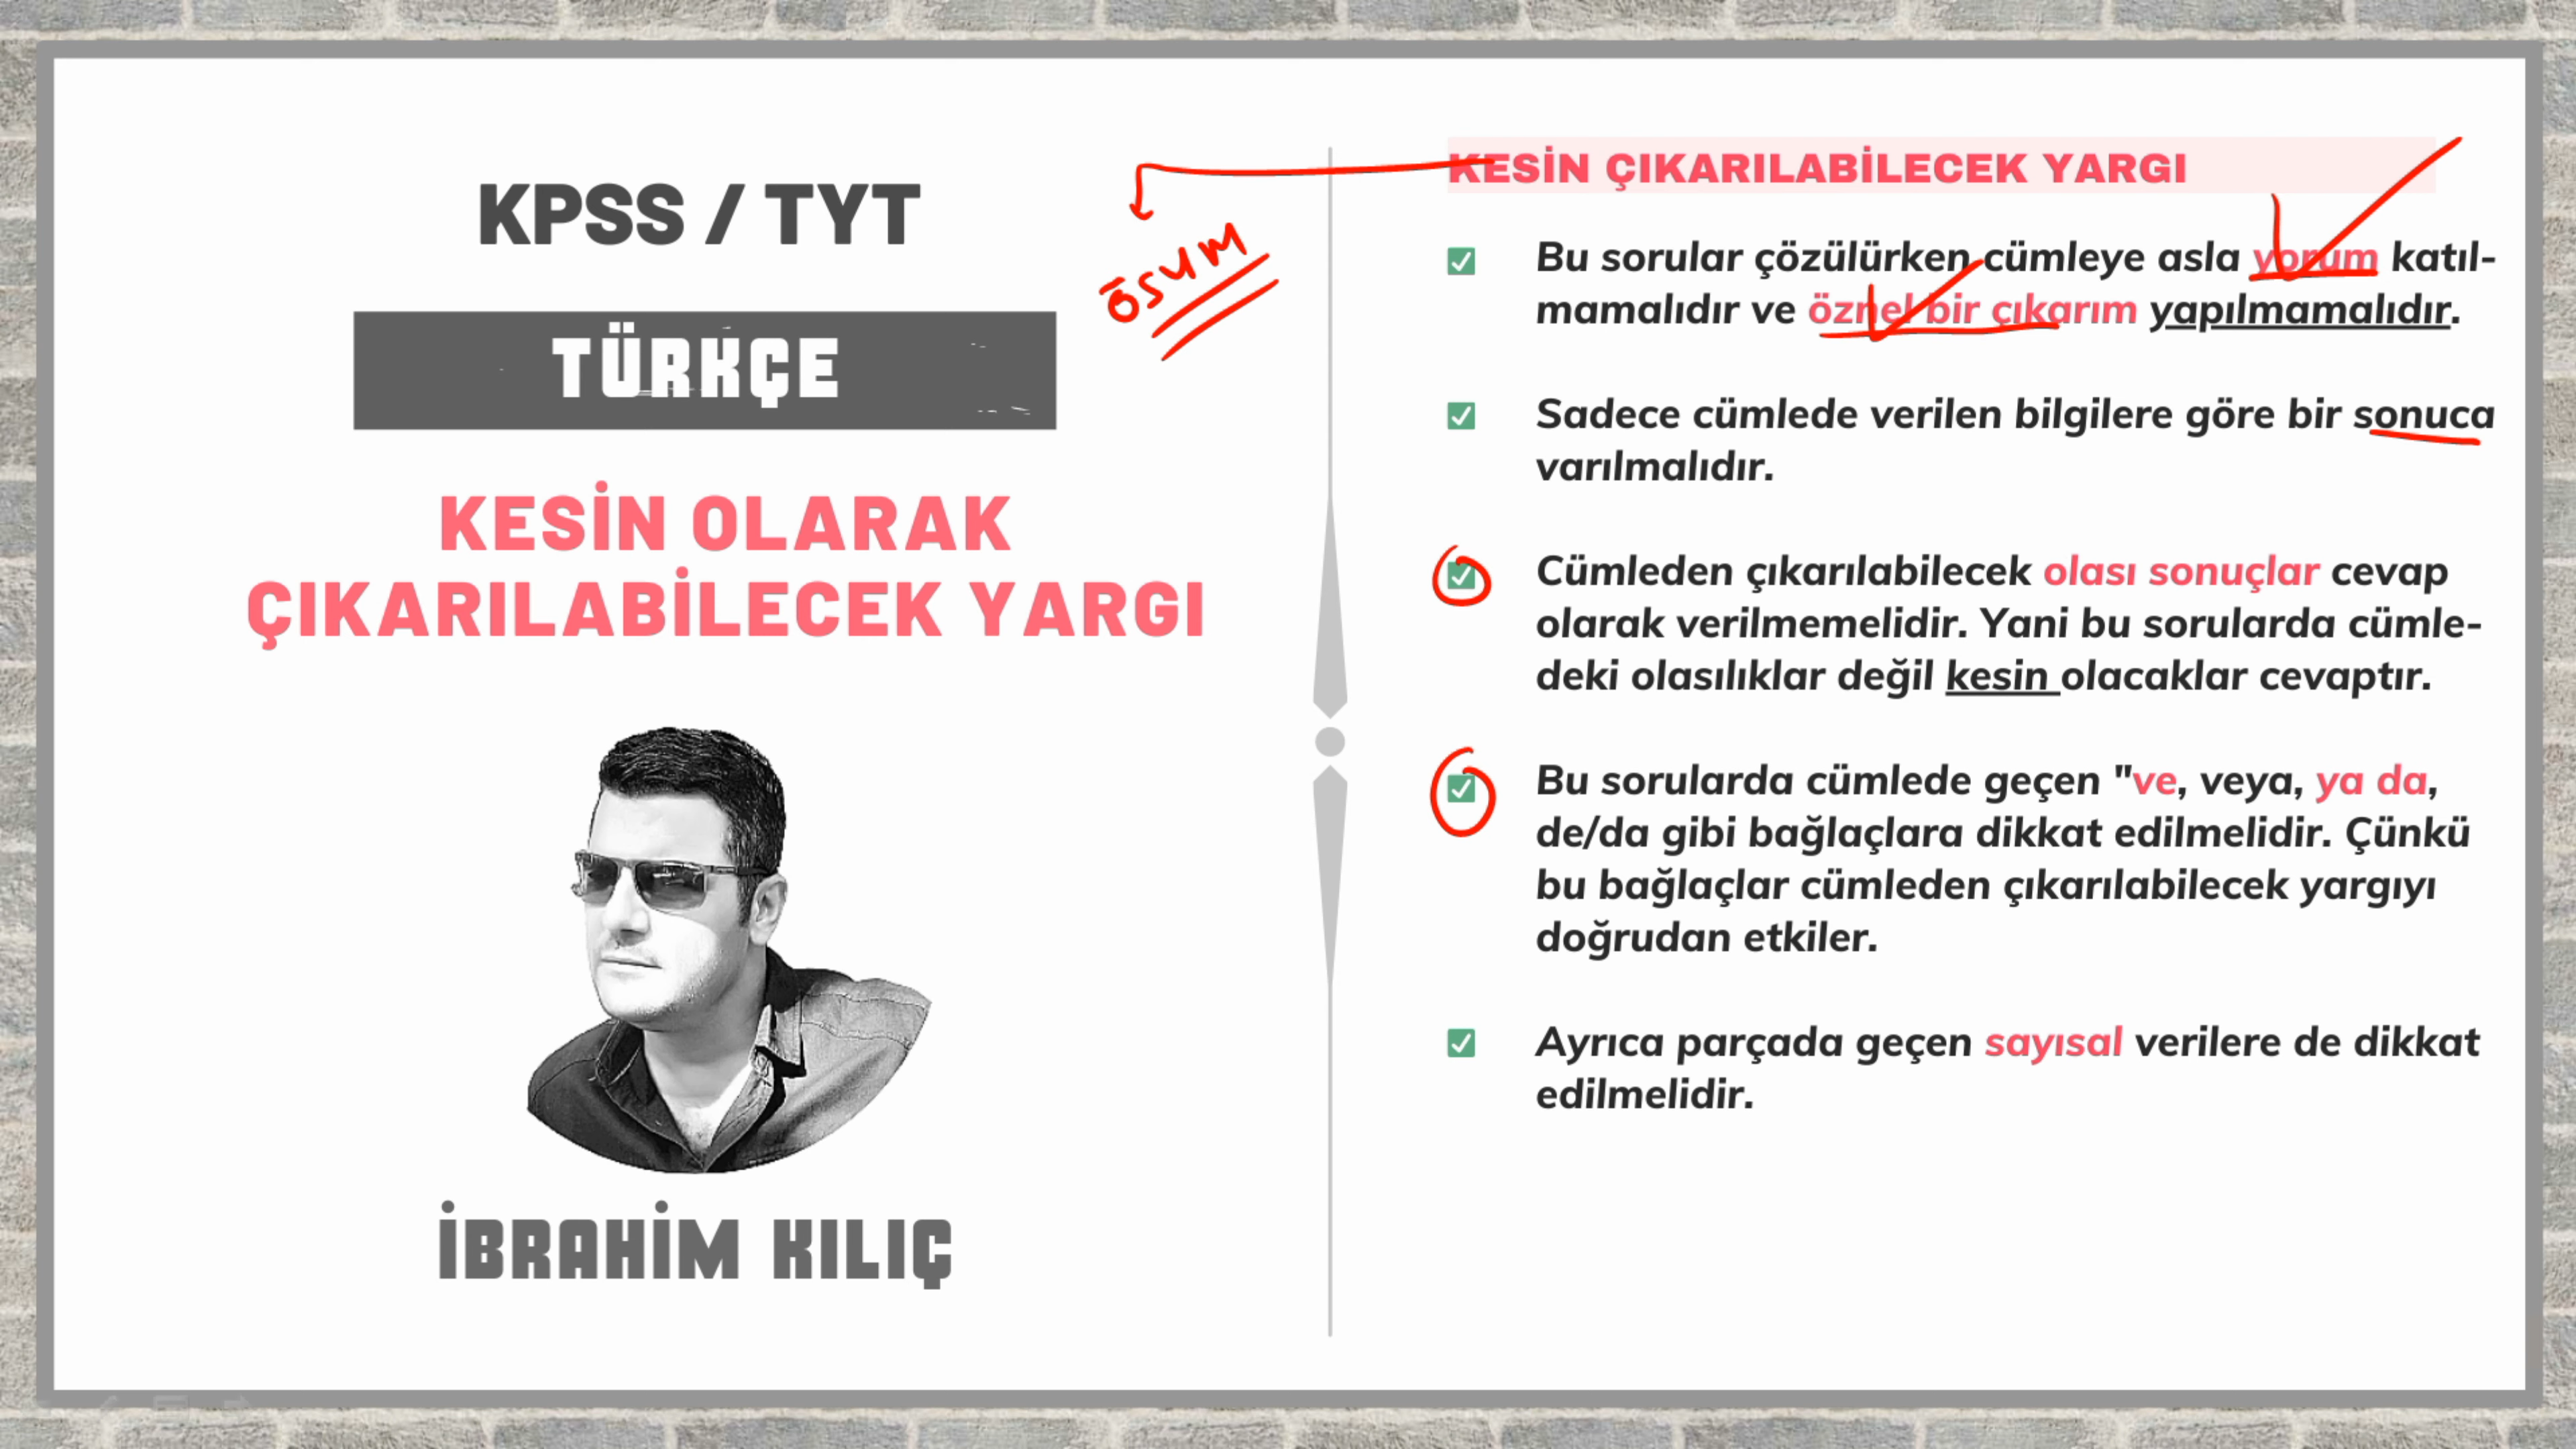 KPSS / TYT
TÜRKÇE
KESİN OLARAK
ÇIKARILABİLECEK YARGI
İBRAHİM KILIÇ
ÖSYM
KESİN ÇIKARILABİLECEK YARGI
Bu sorular çözülürken cümleye asla yorum katıl-
mamalıdır ve öznel bir çıkarım yapılmamalıdır.
Sadece cümlede verilen bilgilere göre bir sonuca
varılmalıdır.
Cümleden çıkarılabilecek olası sonuçlar cevap
olarak verilmemelidir. Yani bu sorularda cümle-
deki olasılıklar değil kesin olacaklar cevaptır.
Bu sorularda cümlede geçen "ve, veya, ya da,
de/da gibi bağlaçlara dikkat edilmelidir. Çünkü
bu bağlaçlar cümleden çıkarılabilecek yargıyı
doğrudan etkiler.
Ayrıca parçada geçen sayısal verilere de dikkat
edilmelidir.